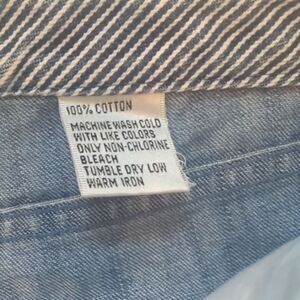 100% COTTON
MACHINE WASH COLD
WITH LIKE COLORS
ONLY NON-CHLORINE
BLEACH
TUMBLE DRY LOW
WARM IRON